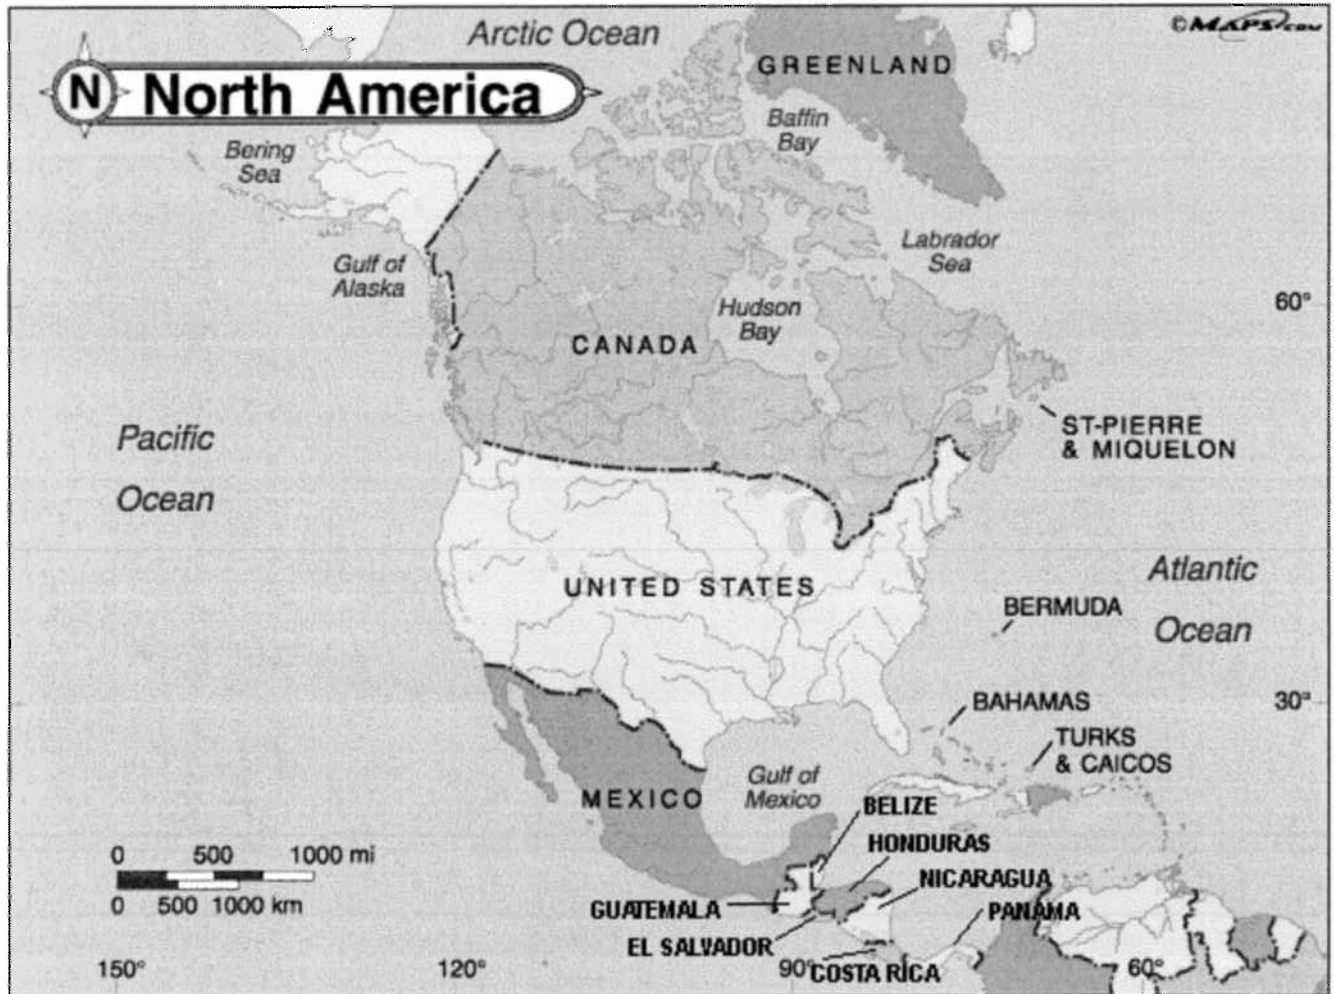 ©MAPS.COM
Arctic Ocean
GREENLAND
N North America
Baffin
Bay
Bering
Sea
Labrador
Sea
Gulf of
Alaska
60°
Hudson
Bay
CANADA
ST-PIERRE
& MIQUELON
Pacific
Ocean
Atlantic
Ocean
UNITED STATES
BERMUDA
30°
BAHAMAS
TURKS
& CAICOS
Gulf of
Mexico
MEXICO
BELIZE
HONDURAS
0 500 1000 mi
NICARAGUA
0 500 1000 km
GUATEMALA
PANAMA
EL SALVADOR
COSTA RICA
150° 120° 90° 60°